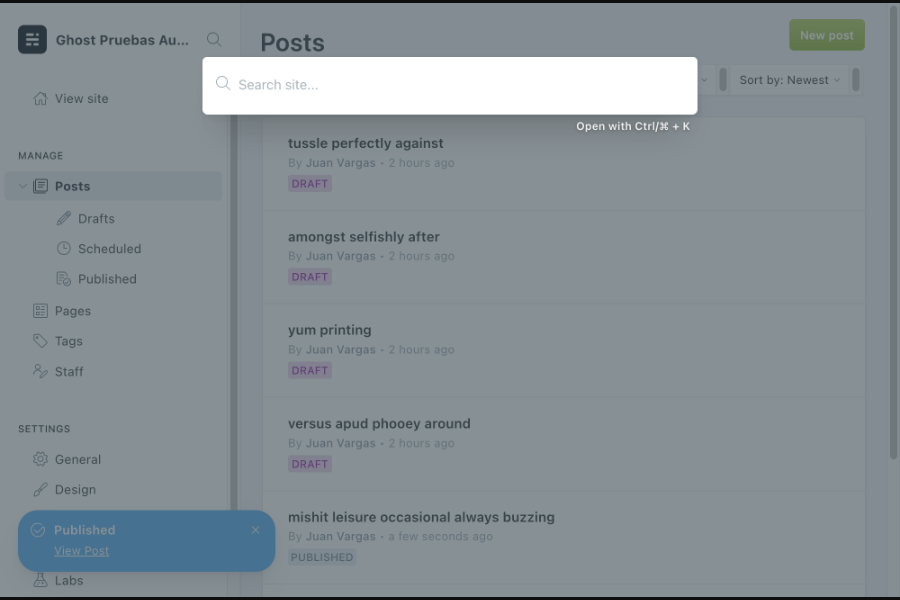 Ghost Pruebas Au...
Posts
New post
Search site...
Sort by: Newest
Open with Ctrl/⌘ + K
View site
MANAGE
Posts
Drafts
Scheduled
Published
Pages
Tags
Staff
SETTINGS
General
Design
Published
View Post
Labs
tussle perfectly against
By Juan Vargas • 2 hours ago
DRAFT
amongst selfishly after
By Juan Vargas • 2 hours ago
DRAFT
yum printing
By Juan Vargas • 2 hours ago
DRAFT
versus apud phooey around
By Juan Vargas • 2 hours ago
DRAFT
mishit leisure occasional always buzzing
By Juan Vargas • a few seconds ago
PUBLISHED